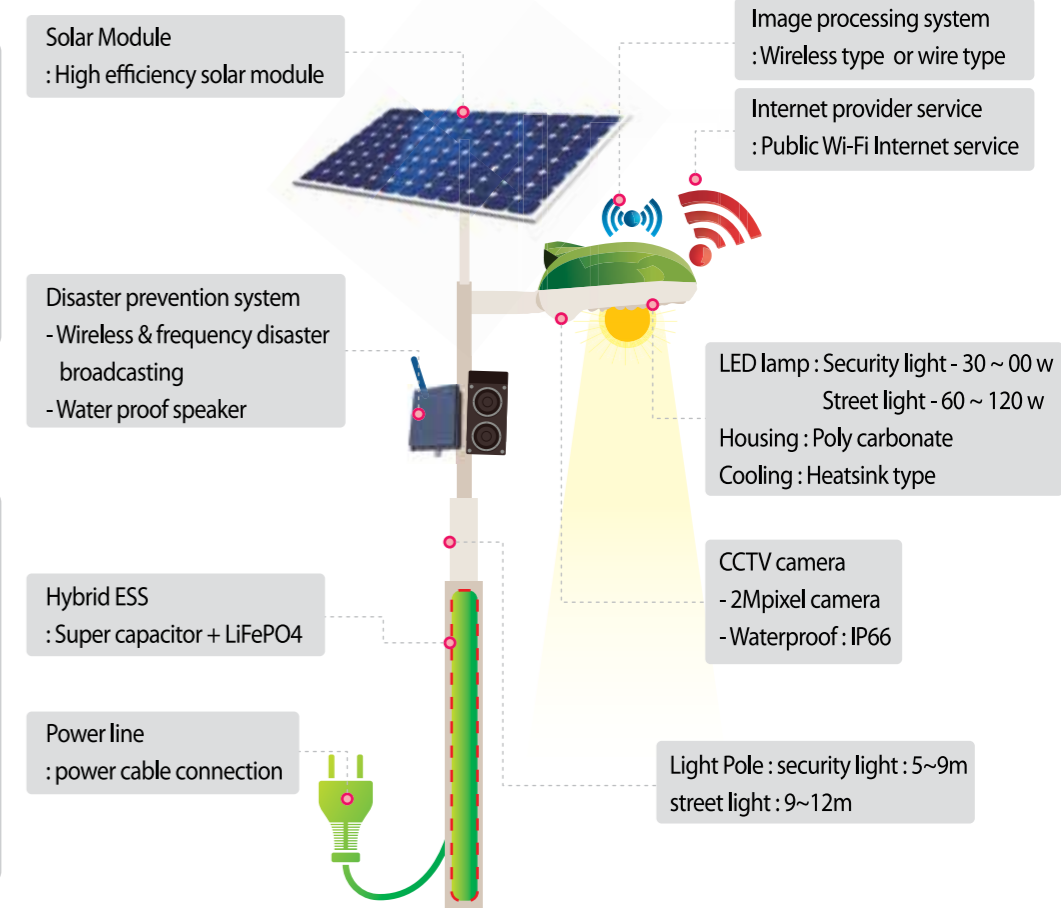 Solar Module
: High efficiency solar module
Image processing system
: Wireless type or wire type
Internet provider service
: Public Wi-Fi Internet service
Disaster prevention system
- Wireless & frequency disaster
broadcasting
- Water proof speaker
LED lamp : Security light - 30 ~ 00 w
Street light - 60 ~ 120 w
Housing : Poly carbonate
Cooling : Heatsink type
CCTV camera
- 2Mpixel camera
- Waterproof : IP66
Hybrid ESS
: Super capacitor + LiFePO4
Power line
: power cable connection
Light Pole : security light : 5~9m
street light : 9~12m